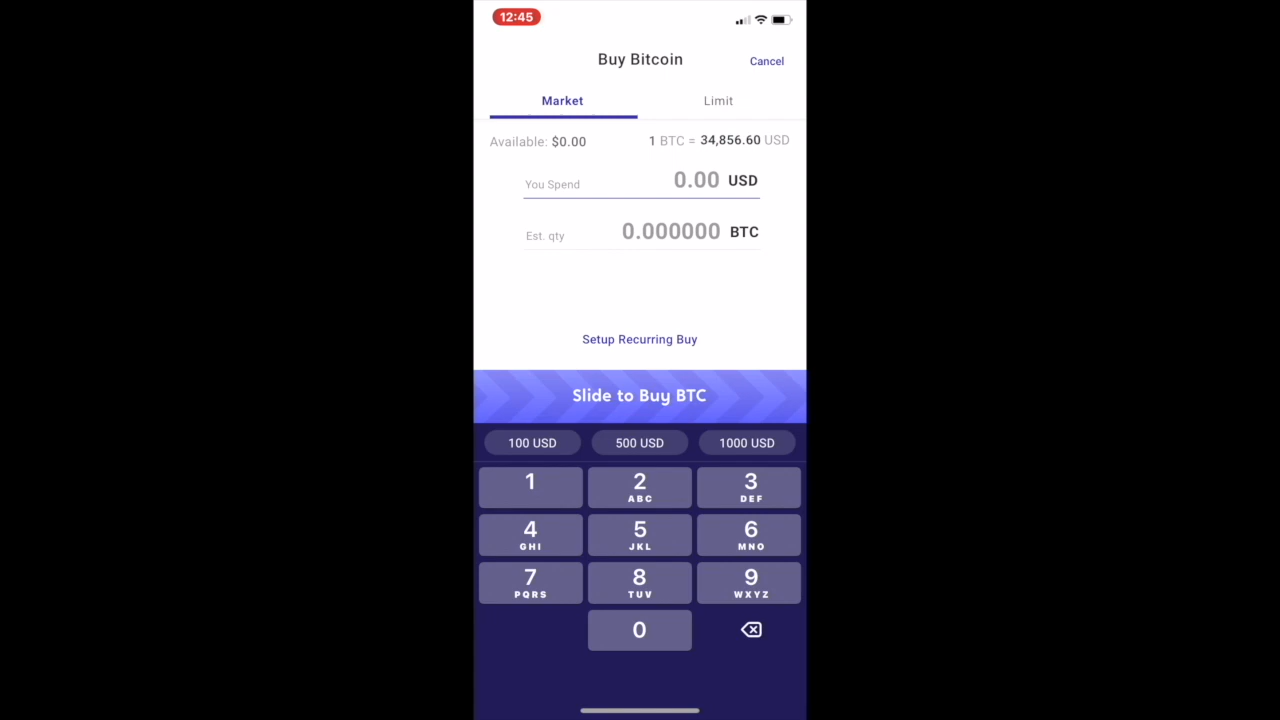 12:45
Buy Bitcoin
Cancel
Market
Limit
Available: $0.00
1 BTC = 34,856.60 USD
You Spend
0.00 USD
Est. qty
0.000000 BTC
Setup Recurring Buy
Slide to Buy BTC
100 USD
500 USD
1000 USD
1
2
3
ABC
DEF
4
5
6
GHI
JKL
MNO
7
8
9
PQRS
TUV
WXYZ
0